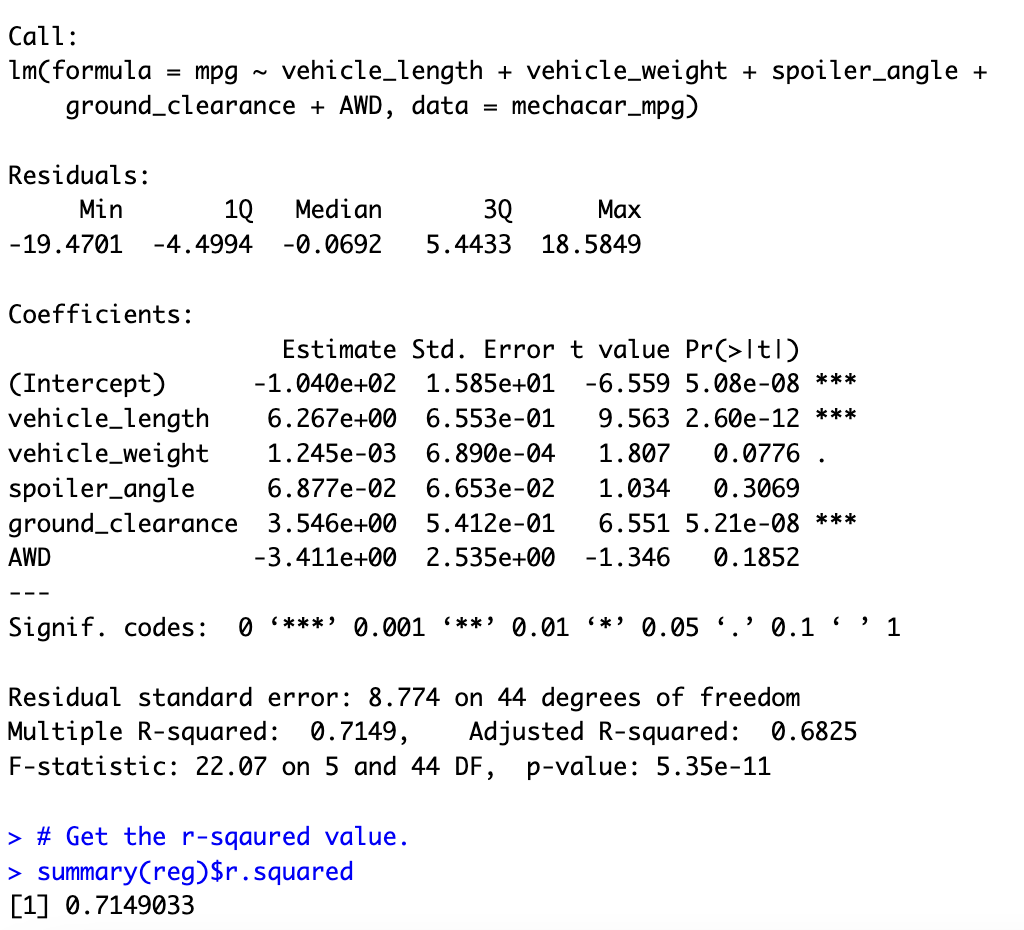 Call:
lm(formula = mpg ~ vehicle_length + vehicle_weight + spoiler_angle +
    ground_clearance + AWD, data = mechacar_mpg)

Residuals:
     Min       1Q   Median       3Q      Max
-19.4701  -4.4994  -0.0692   5.4433  18.5849

Coefficients:
                   Estimate Std. Error t value Pr(>|t|)
(Intercept)      -1.040e+02  1.585e+01  -6.559 5.08e-08 ***
vehicle_length    6.267e+00  6.553e-01   9.563 2.60e-12 ***
vehicle_weight    1.245e-03  6.890e-04   1.807   0.0776 .
spoiler_angle     6.877e-02  6.653e-02   1.034   0.3069
ground_clearance  3.546e+00  5.412e-01   6.551 5.21e-08 ***
AWD              -3.411e+00  2.535e+00  -1.346   0.1852
---
Signif. codes:  0 ‘***’ 0.001 ‘**’ 0.01 ‘*’ 0.05 ‘.’ 0.1 ‘ ’ 1

Residual standard error: 8.774 on 44 degrees of freedom
Multiple R-squared:  0.7149,    Adjusted R-squared:  0.6825
F-statistic: 22.07 on 5 and 44 DF,  p-value: 5.35e-11

> # Get the r-sqaured value.
> summary(reg)$r.squared
[1] 0.7149033